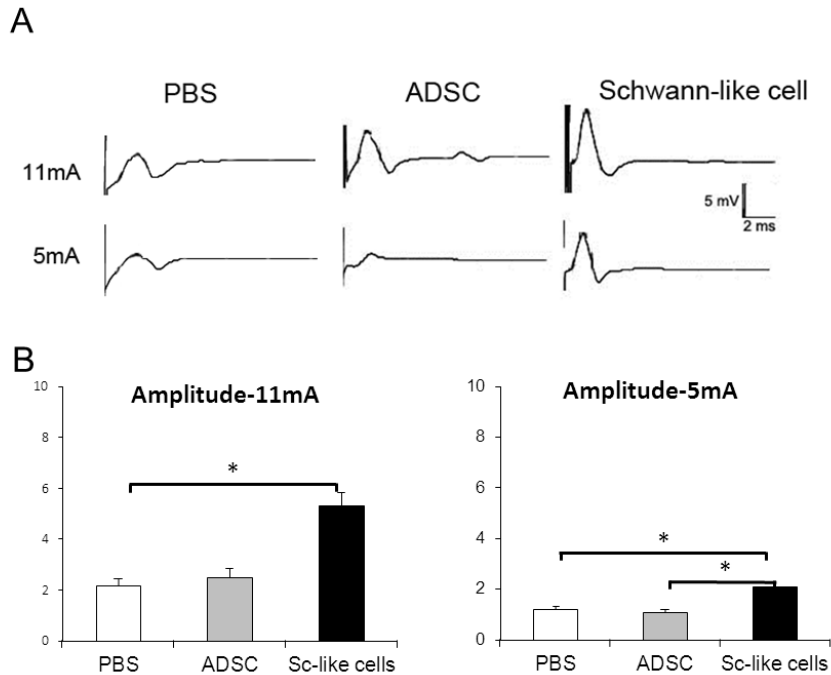 A
PBS ADSC Schwann-like cell
11mA
5 mV
2 ms
5mA
B
Amplitude-11mA
10
8
6
4
2
0
*
PBS ADSC Sc-like cells
Amplitude-5mA
10
8
6
4
2
0
*
*
PBS ADSC Sc-like cells